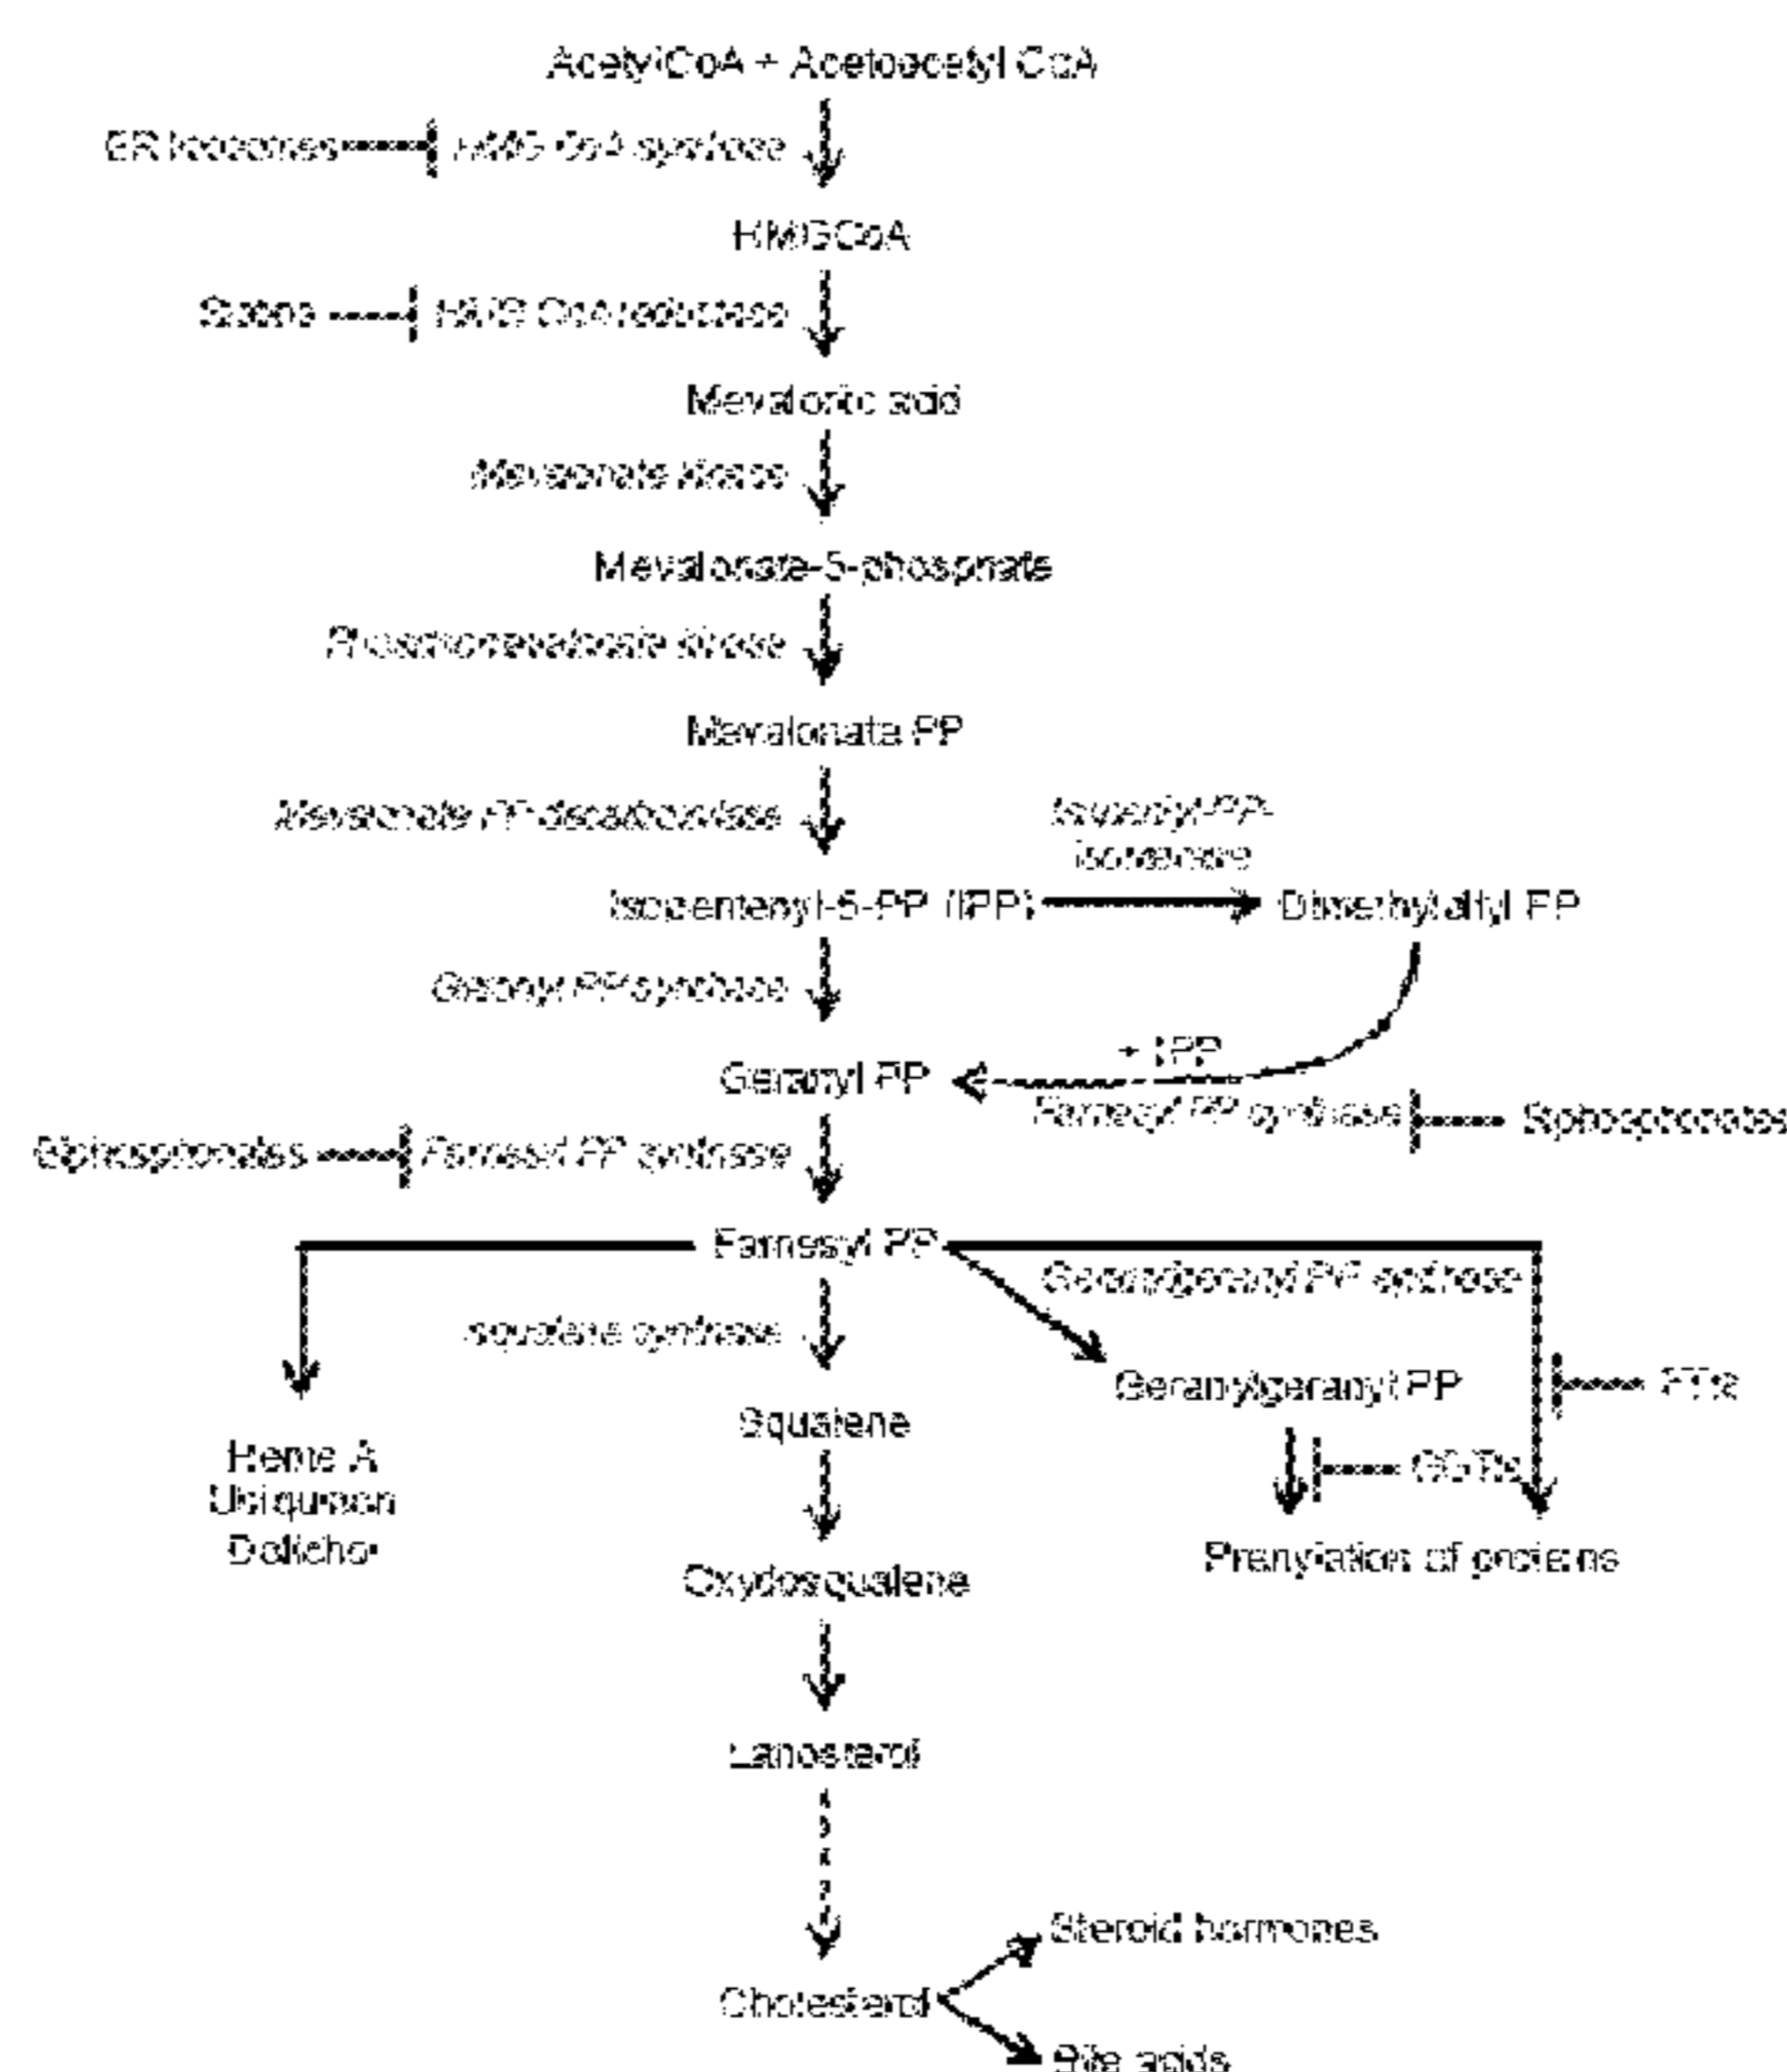 AcetylCoA + Acetoacetyl CoA
HMG CoA synthase
HMGCoA
Statins
HMG CoA reductase
Mevalonic acid
Mevalonate kinase
Mevalonate-5-phosphate
Phosphomevalonate kinase
Mevalonate PP
Mevalonate PP decarboxylase
Isopentenyl-5-PP (IPP)
isomerase
Dimethylallyl PP
Geranyl PP synthase
+ IPP
Geranyl PP
Farnesyl PP synthase
Biphosphonates
Biphosphonates
Farnesyl PP synthase
Farnesyl PP
Geranylgeranyl PP synthase
squalene synthase
Geranylgeranyl PP
FTIs
Squalene
GGTIs
Heme A
Prenylation of proteins
Oxydosqualene
Lanosterol
Steroid hormones
Cholesterol
Bile acids